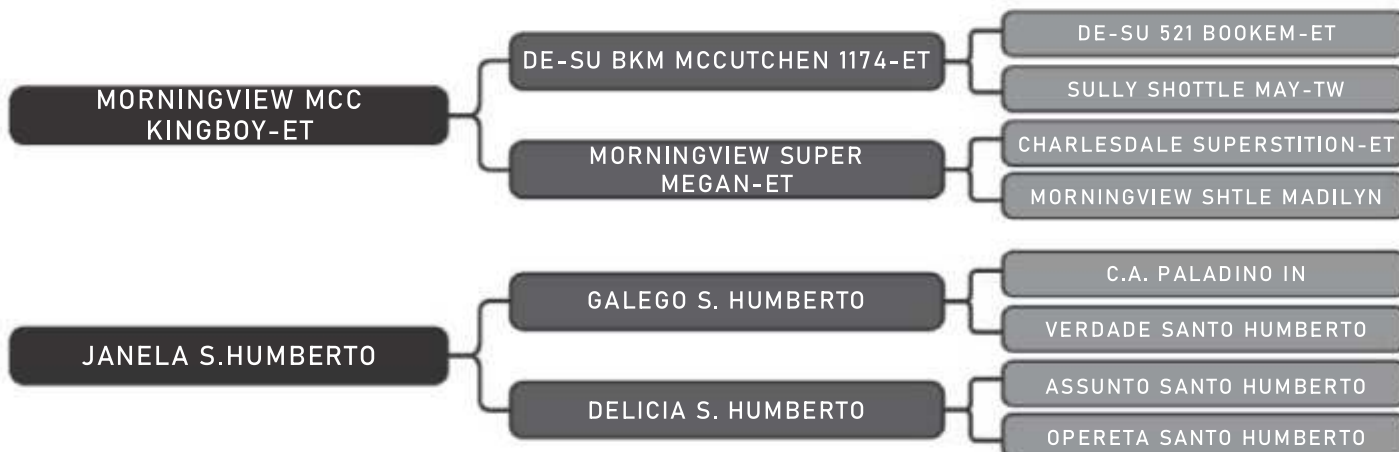 MORNINGVIEW MCC
KINGBOY-ET
DE-SU BKM MCCUTCHEN 1174-ET
DE-SU 521 BOOKEM-ET
SULLY SHOTTLE MAY-TW
MORNINGVIEW SUPER
MEGAN-ET
CHARLESDALE SUPERSTITION-ET
MORNINGVIEW SHTLE MADILYN
JANELA S.HUMBERTO
GALEGO S. HUMBERTO
C.A. PALADINO IN
VERDADE SANTO HUMBERTO
DELICIA S. HUMBERTO
ASSUNTO SANTO HUMBERTO
OPERETA SANTO HUMBERTO